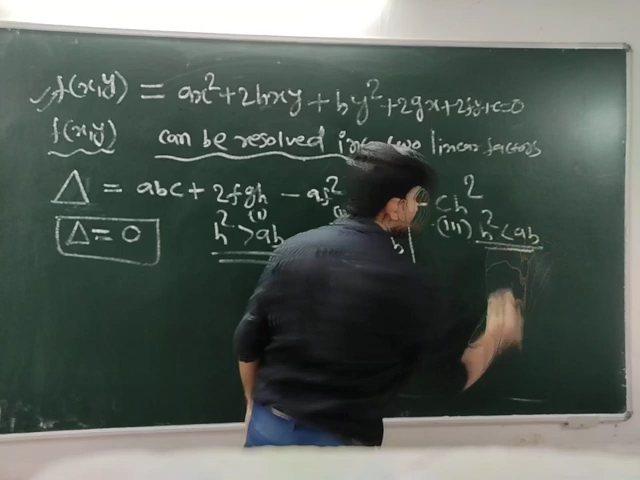 ✓f(x,y) = ax²+2hxy+by²+2gx+2fy+c=0
f(x,y) can be resolved into two linear factors
Δ = abc + 2fgh − af² − ch²
Δ = 0 (i) h² > ab (iii) h² < ab